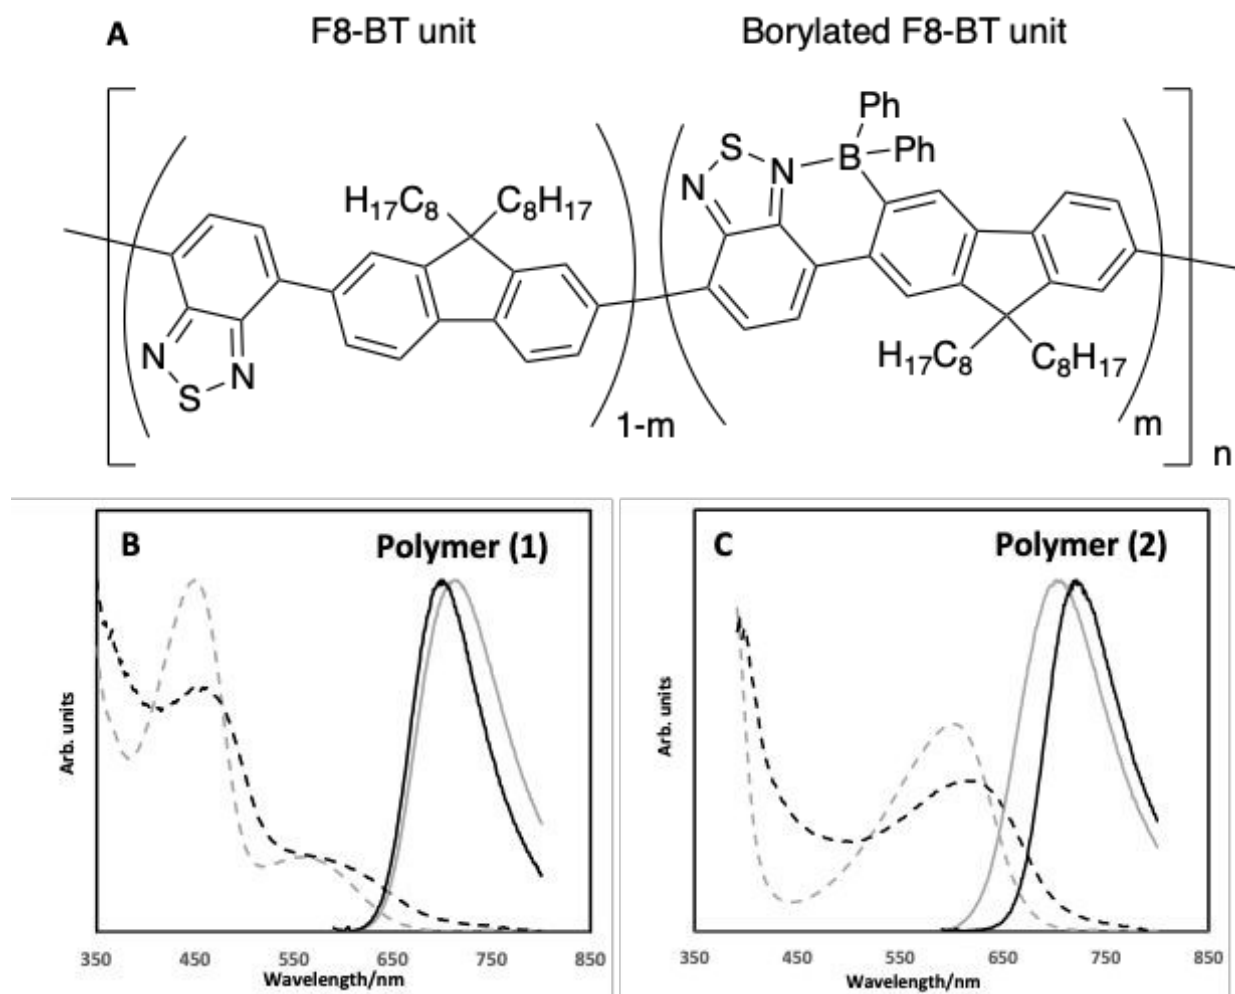 A
F8-BT unit
Borylated F8-BT unit
Ph
Ph
B
S
N
N
H₁₇C₈
C₈H₁₇
N
S
N
H₁₇C₈
C₈H₁₇
1-m
m
n
B
Polymer (1)
Arb. units
350 450 550 650 750 850
Wavelength/nm
C
Polymer (2)
Arb. units
350 450 550 650 750 850
Wavelength/nm